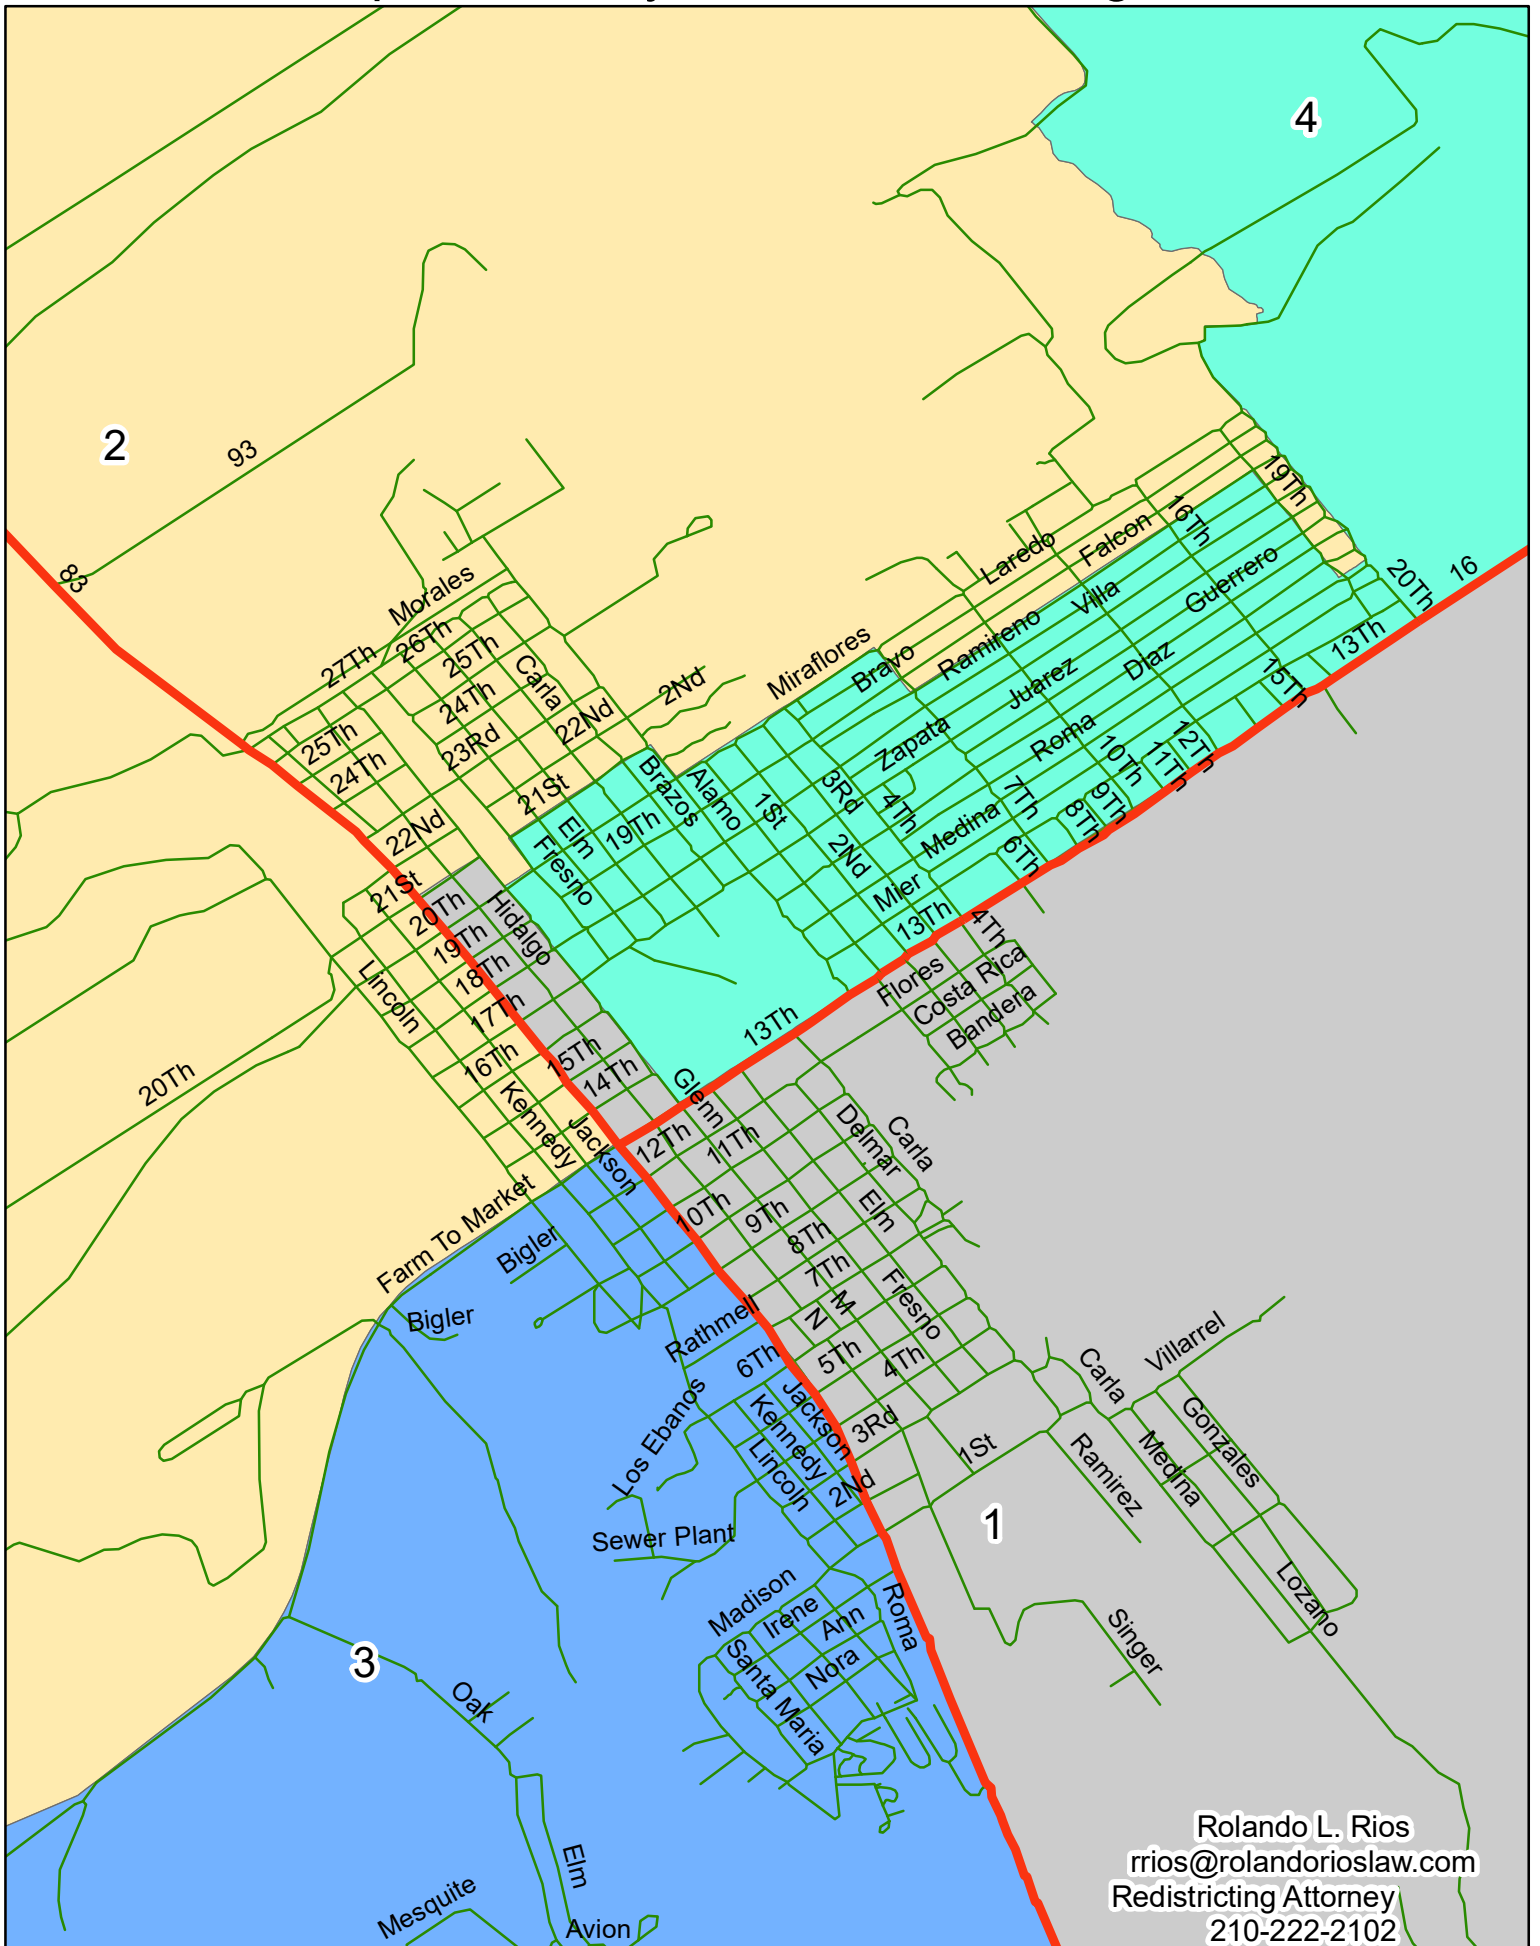 4
2
93
83
19Th
16Th
Falcon
Laredo
Villa
Guerrero
20Th
16
Morales
27Th
26Th
25Th
Carla
24Th
2Nd
22Nd
23Rd
25Th
24Th
Miraflores
Bravo
Ramireno
Juarez
Diaz
13Th
15Th
Zapata
Roma
12Th
10Th
11Th
21St
Brazos
Alamo
1St
3Rd
4Th
7Th
9Th
8Th
Elm
19Th
Medina
6Th
22Nd
Fresno
2Nd
Mier
21St
20Th
Hidalgo
13Th
4Th
19Th
18Th
17Th
Lincoln
Flores
Costa Rica
Bandera
13Th
16Th
15Th
14Th
20Th
Kennedy
Jackson
Glenn
12Th
11Th
Delmar
Carla
Farm To Market
Bigler
10Th
9Th
8Th
Elm
7Th
M
N
Fresno
Bigler
Rathmell
6Th
5Th
4Th
Villarrel
Carla
Los Ebanos
Jackson
Kennedy
Lincoln
3Rd
1St
2Nd
Gonzales
Medina
Ramirez
1
Sewer Plant
Madison
Irene
Ann
Roma
Nora
Santa Maria
Lozano
Singer
3
Oak
Elm
Mesquite
Avion
Rolando L. Rios
rrios@rolandorioslaw.com
Redistricting Attorney
210-222-2102